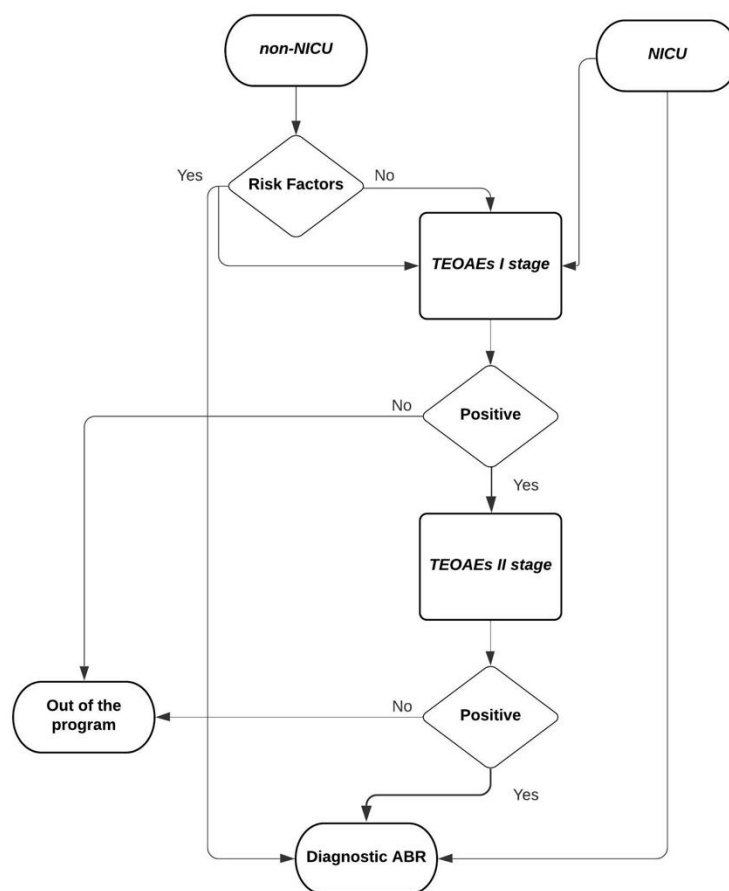 non-NICU
NICU
Yes
Risk Factors
No
TEOAEs I stage
No
Positive
Yes
TEOAEs II stage
Out of the
program
No
Positive
Yes
Diagnostic ABR